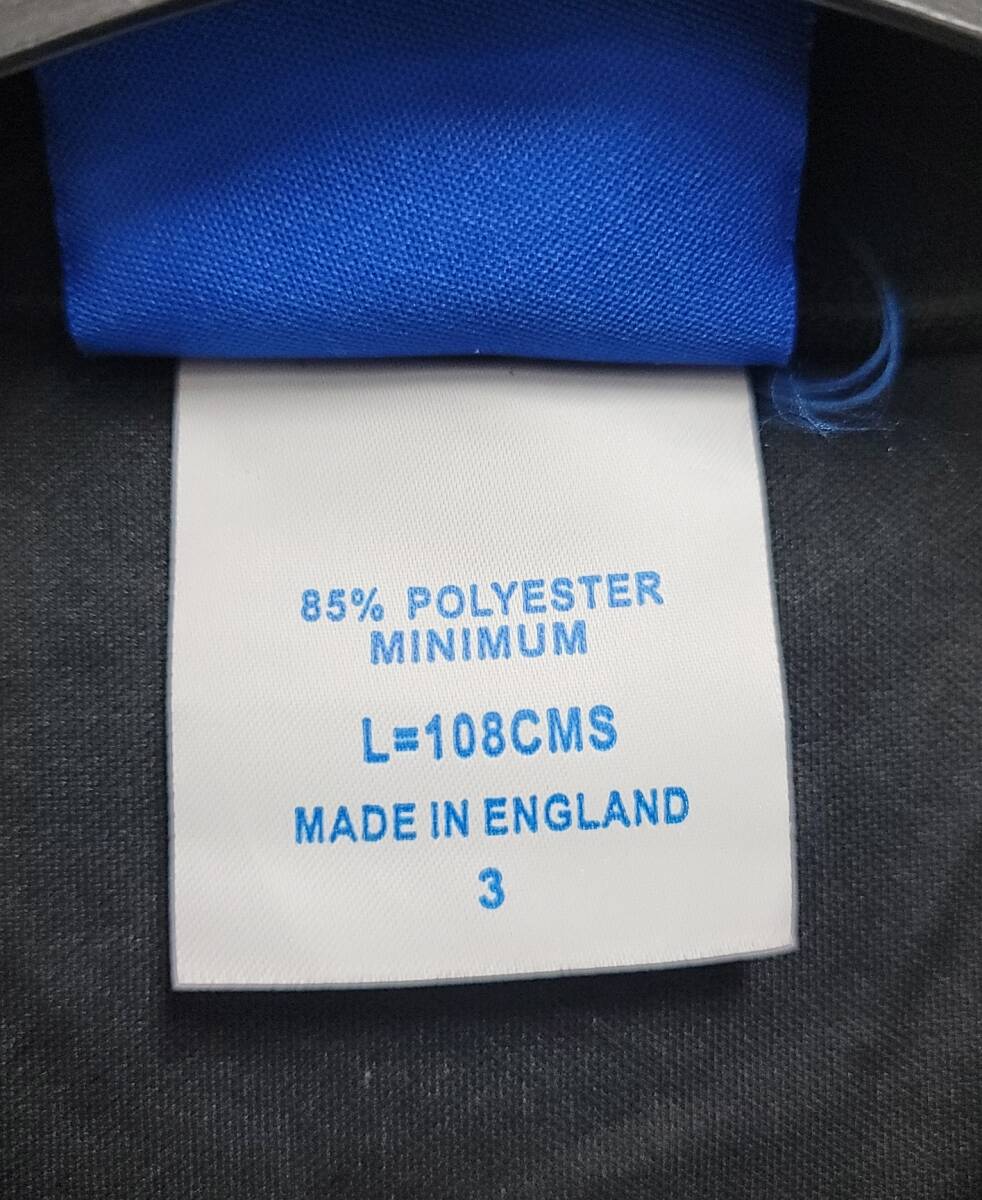 85% POLYESTER
MINIMUM
L=108CMS
MADE IN ENGLAND
3